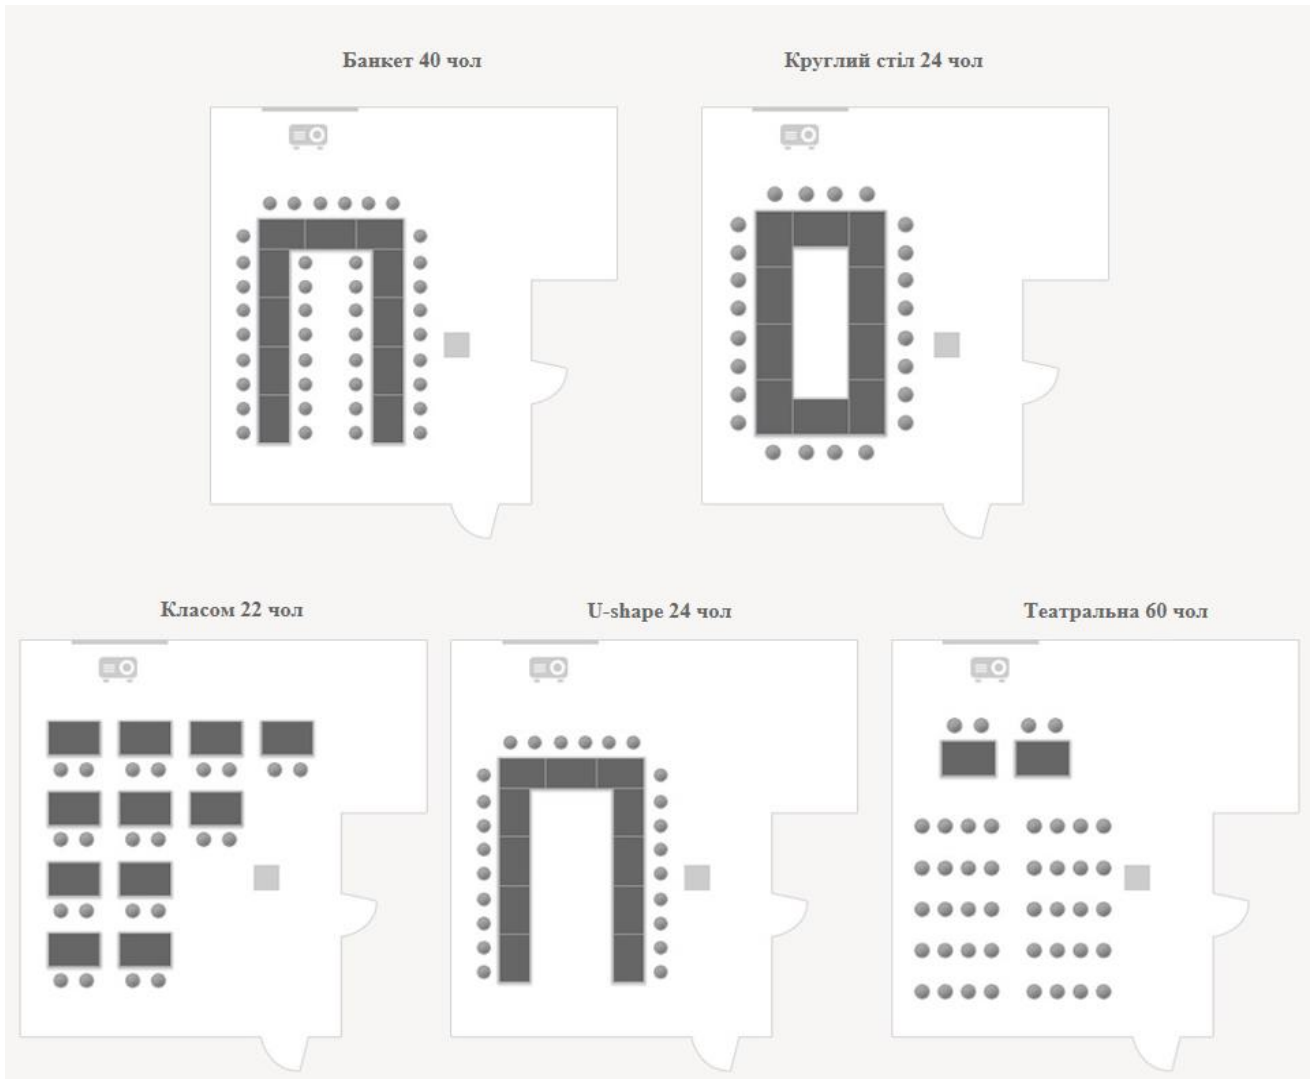 Банкет 40 чол
Круглий стіл 24 чол
Класом 22 чол
U-shape 24 чол
Театральна 60 чол